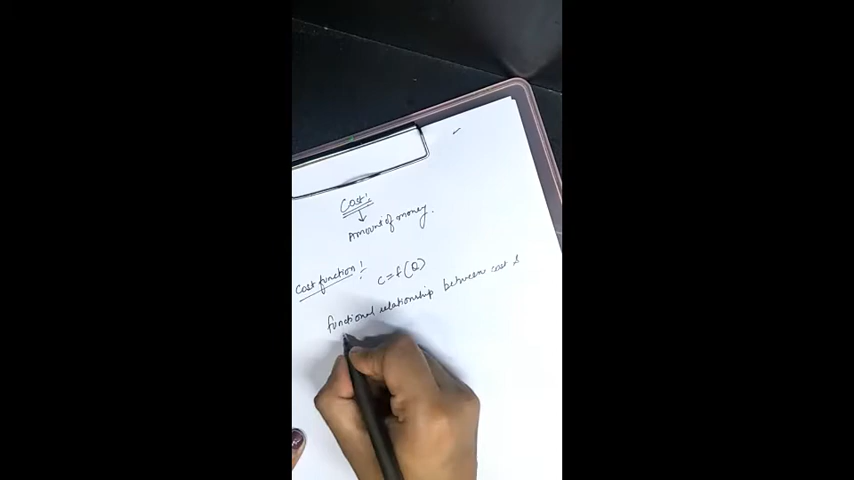 Cost:
Amount of money.
Cost function:
C = f(Q)
functional relationship between cost &